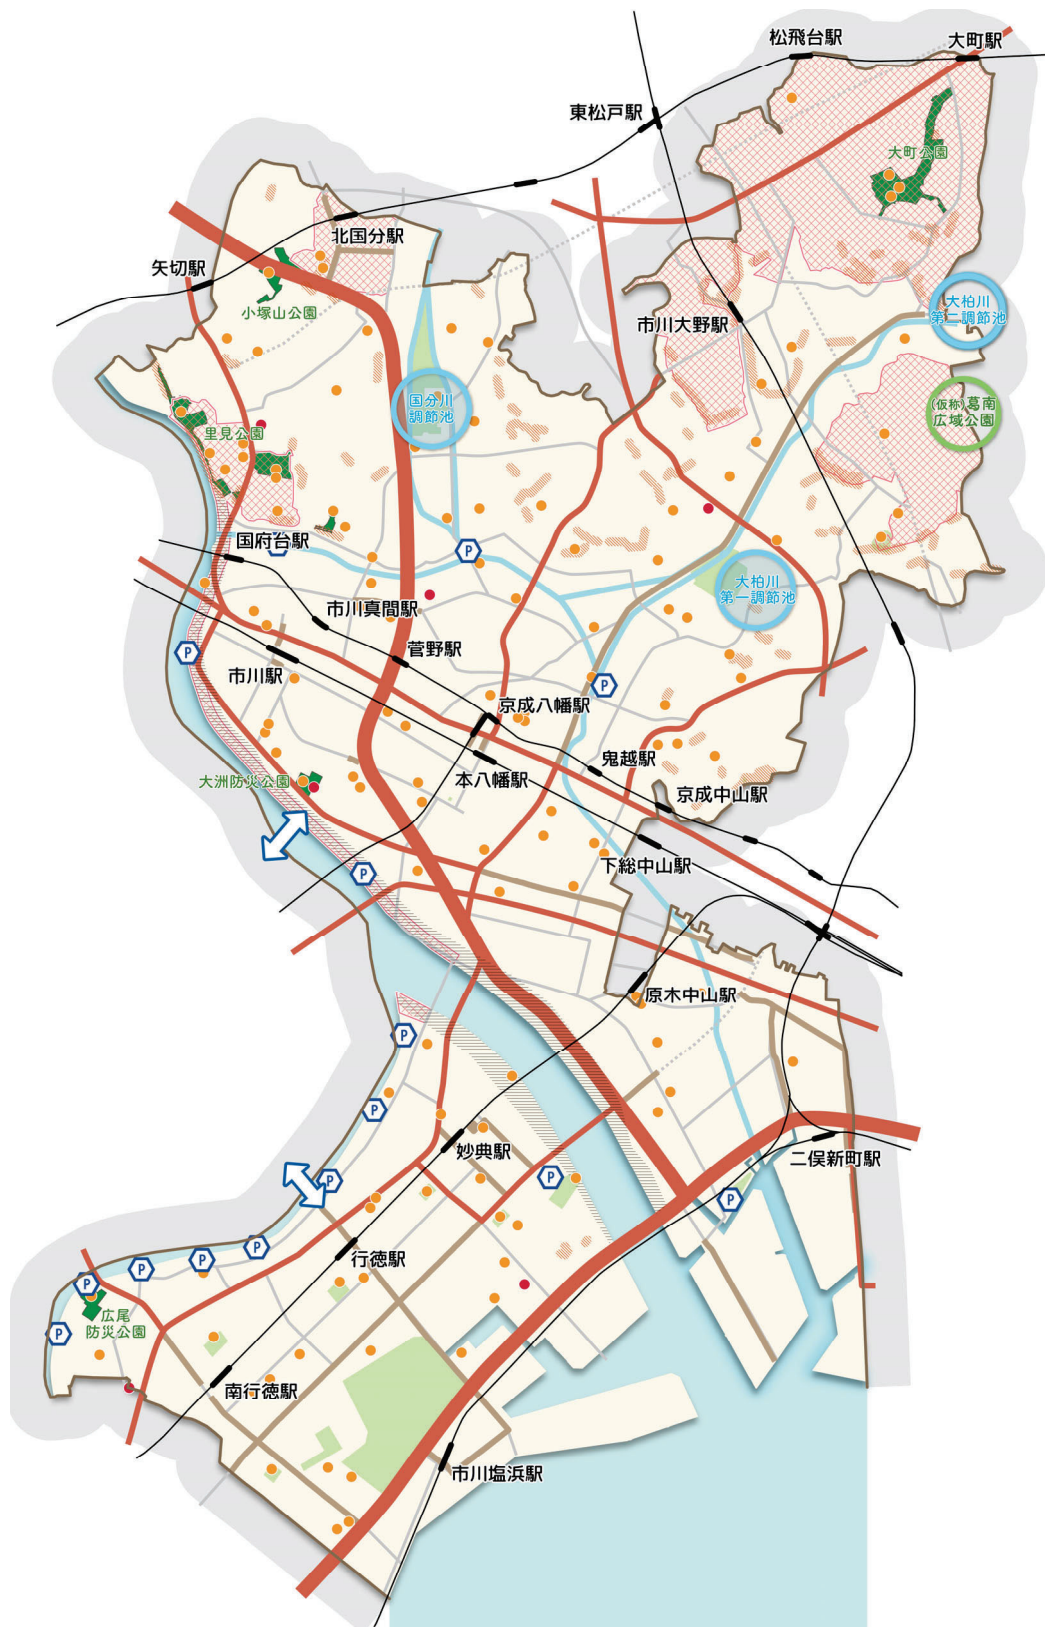 松飛台駅
大町駅
東松戸駅
大町公園
北国分駅
矢切駅
小塚山公園
市川大野駅
大柏川
第二調節池
国分川
調節池
(仮称)葛南
広域公園
里見公園
国府台駅
P
P
大柏川
第一調節池
市川真間駅
菅野駅
P
市川駅
P
京成八幡駅
鬼越駅
本八幡駅
大洲防災公園
京成中山駅
下総中山駅
P
原木中山駅
P
P
妙典駅
二俣新町駅
P
P
P
行徳駅
P
P
P
P
広尾
防災公園
P
南行徳駅
市川塩浜駅